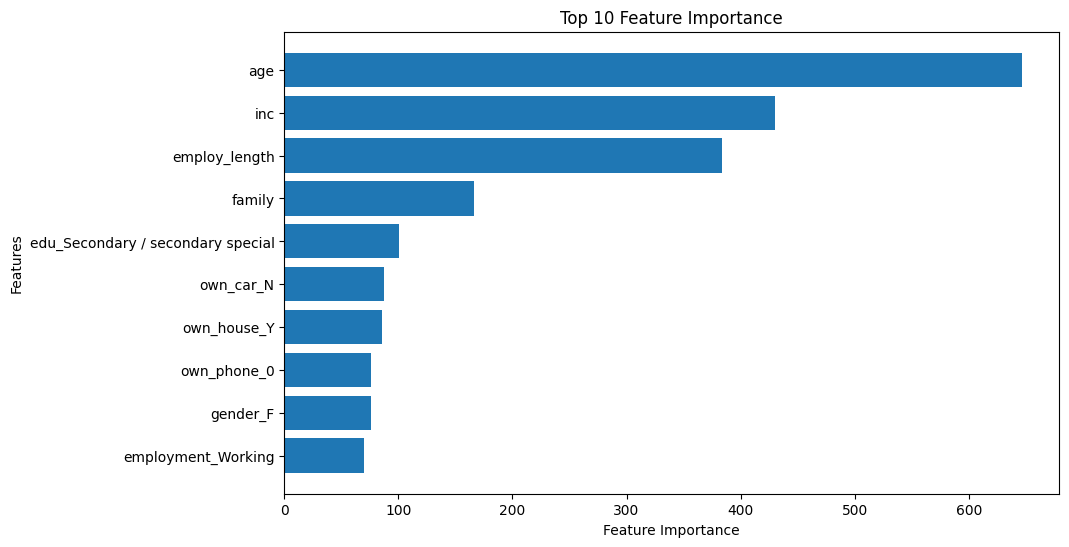 Top 10 Feature Importance
Features
age
inc
employ_length
family
edu_Secondary / secondary special
own_car_N
own_house_Y
own_phone_0
gender_F
employment_Working
0 100 200 300 400 500 600
Feature Importance